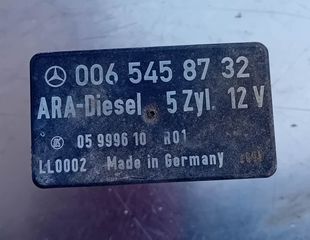 006 545 87 32
ARA-Diesel 5 Zyl. 12 V
05 9996 10 R01
LL0002 Made in Germany